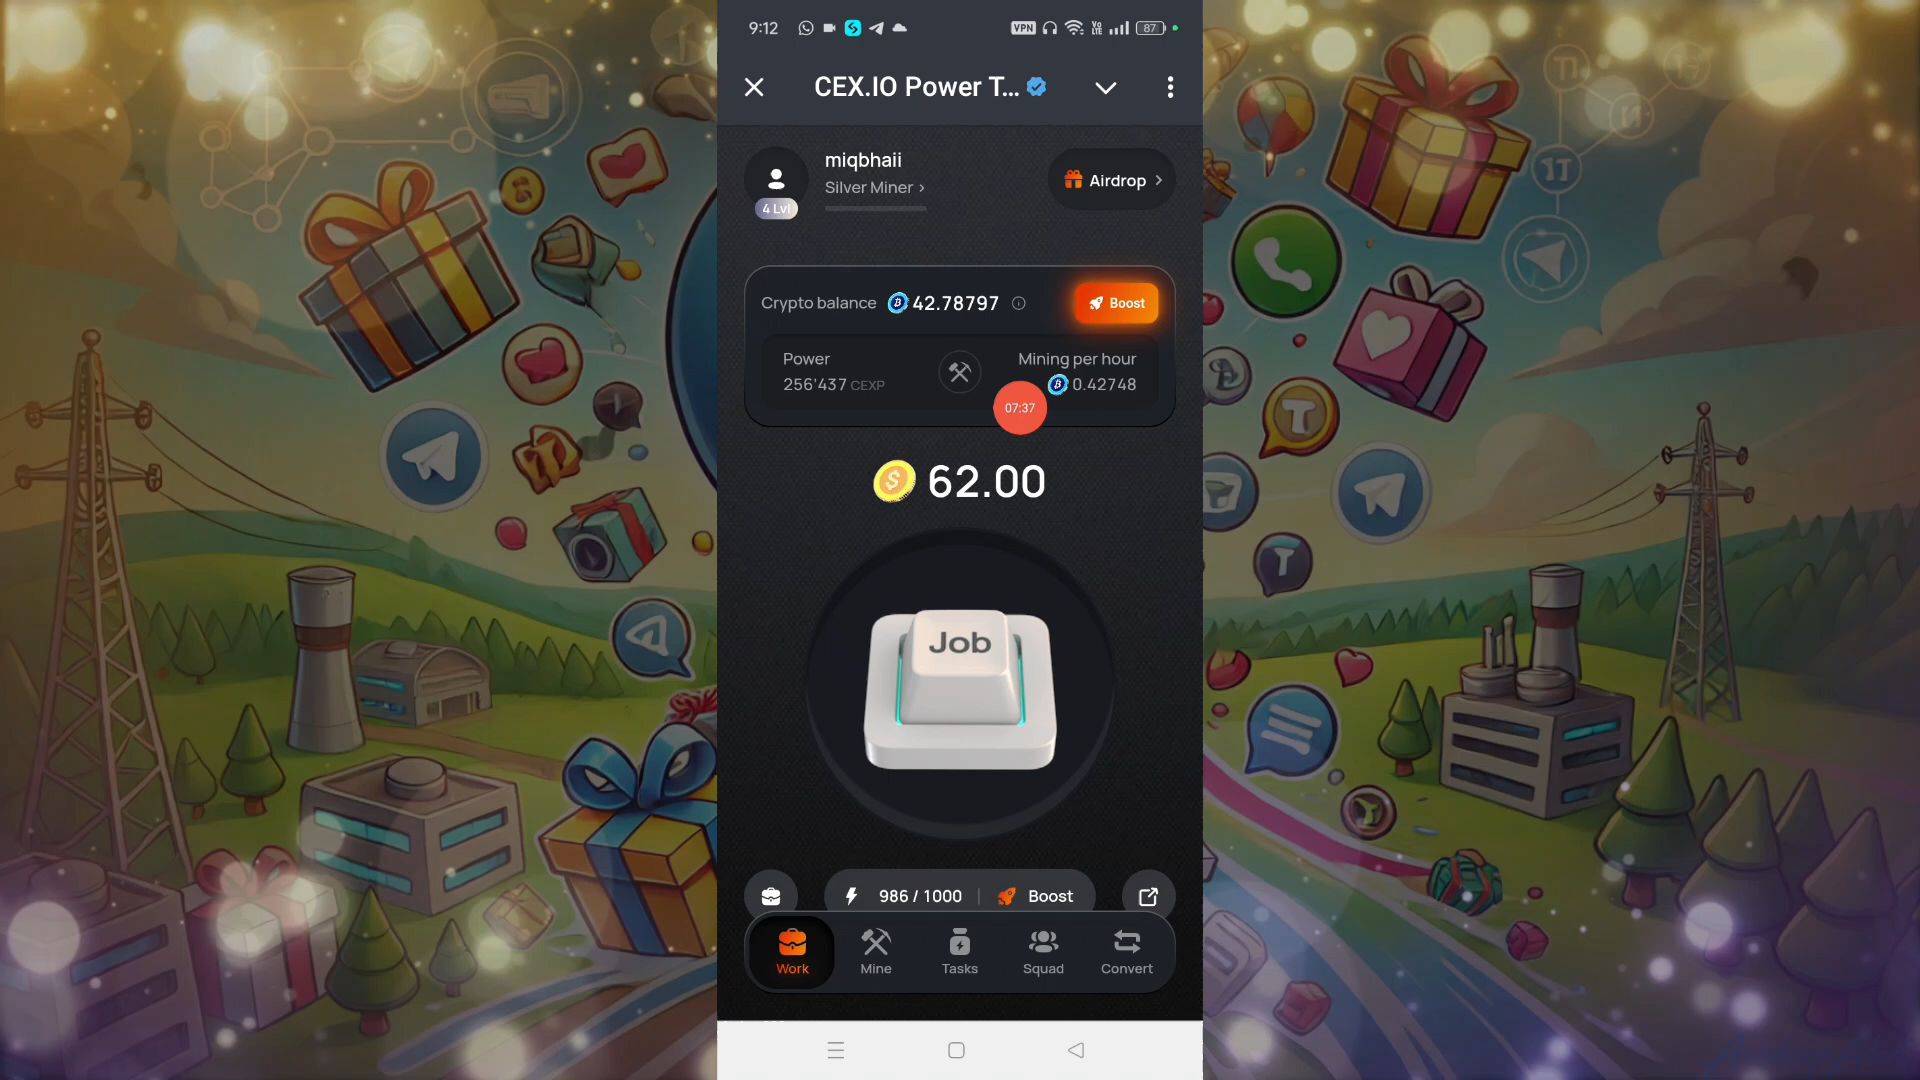 9:12
VPN
Vo
LTE
87
CEX.IO Power T...
miqbhaii
Silver Miner ›
4 Lvl
Airdrop
Crypto balance
42.78797
Boost
Power
256'437 CEXP
Mining per hour
0.42748
07:37
62.00
Job
986 / 1000
Boost
Work
Mine
Tasks
Squad
Convert